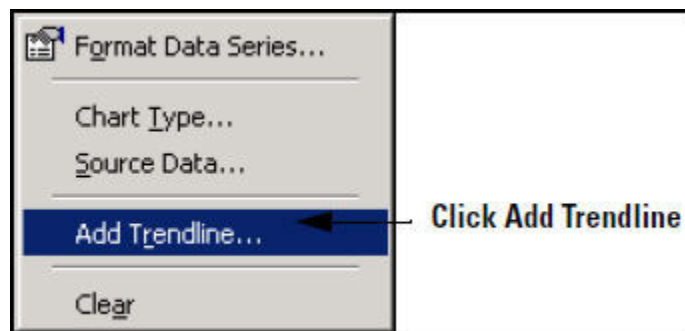 Format Data Series...
Chart Type...
Source Data...
Add Trendline...
Click Add Trendline
Clear